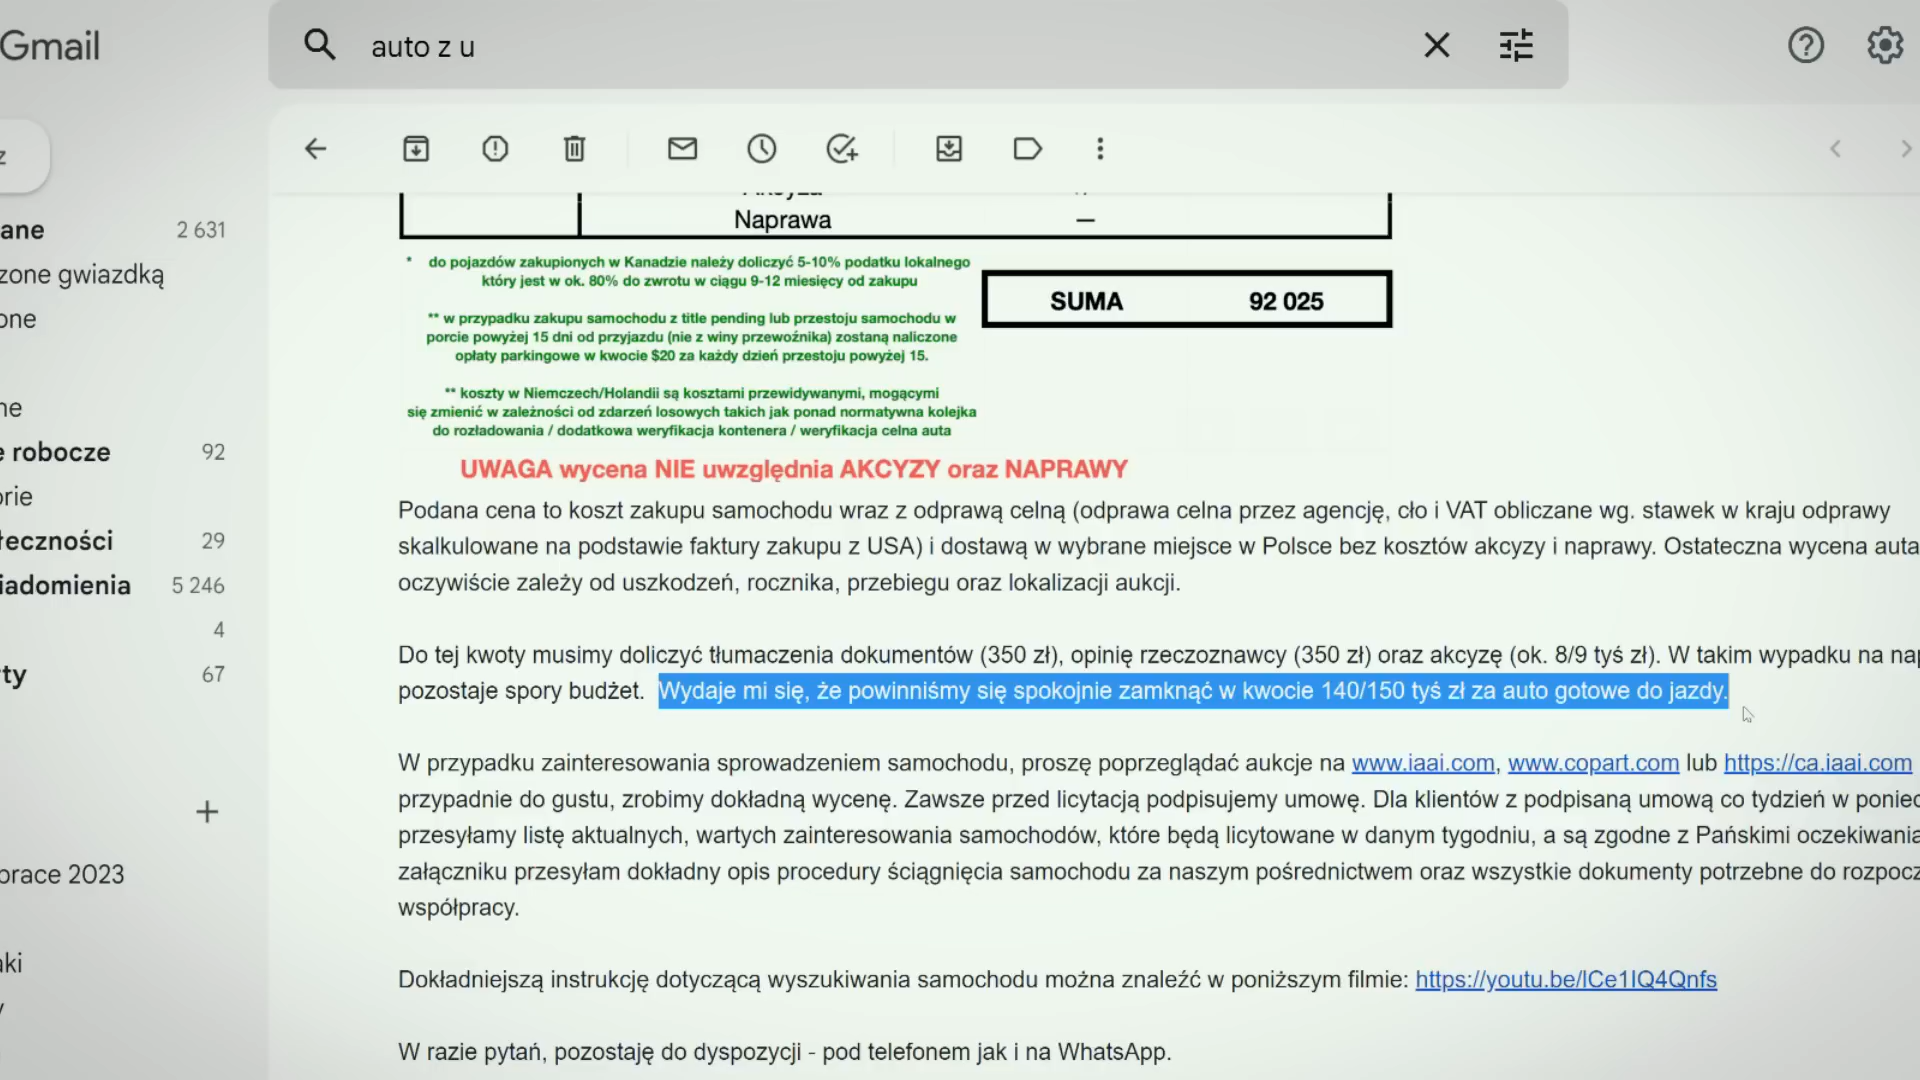 Gmail
auto z u
z
ane 2 631
zone gwiazdką
one
ne
e robocze 92
orie
łeczności 29
iadomienia 5 246
4
ty 67
prace 2023
ki
Naprawa —
* do pojazdów zakupionych w Kanadzie należy doliczyć 5-10% podatku lokalnego
który jest w ok. 80% do zwrotu w ciągu 9-12 miesięcy od zakupu
SUMA 92 025
** w przypadku zakupu samochodu z title pending lub przestoju samochodu w
porcie powyżej 15 dni od przyjazdu (nie z winy przewoźnika) zostaną naliczone
opłaty parkingowe w kwocie $20 za każdy dzień przestoju powyżej 15.
** koszty w Niemczech/Holandii są kosztami przewidywanymi, mogącymi
się zmienić w zależności od zdarzeń losowych takich jak ponad normatywna kolejka
do rozładowania / dodatkowa weryfikacja kontenera / weryfikacja celna auta
UWAGA wycena NIE uwzględnia AKCYZY oraz NAPRAWY
Podana cena to koszt zakupu samochodu wraz z odprawą celną (odprawa celna przez agencję, cło i VAT obliczane wg. stawek w kraju odprawy
skalkulowane na podstawie faktury zakupu z USA) i dostawą w wybrane miejsce w Polsce bez kosztów akcyzy i naprawy. Ostateczna wycena auta
oczywiście zależy od uszkodzeń, rocznika, przebiegu oraz lokalizacji aukcji.
Do tej kwoty musimy doliczyć tłumaczenia dokumentów (350 zł), opinię rzeczoznawcy (350 zł) oraz akcyzę (ok. 8/9 tyś zł). W takim wypadku na nap
pozostaje spory budżet. Wydaje mi się, że powinniśmy się spokojnie zamknąć w kwocie 140/150 tyś zł za auto gotowe do jazdy.
W przypadku zainteresowania sprowadzeniem samochodu, proszę poprzeglądać aukcje na www.iaai.com, www.copart.com lub https://ca.iaai.com
przypadnie do gustu, zrobimy dokładną wycenę. Zawsze przed licytacją podpisujemy umowę. Dla klientów z podpisaną umową co tydzień w poniec
przesyłamy listę aktualnych, wartych zainteresowania samochodów, które będą licytowane w danym tygodniu, a są zgodne z Pańskimi oczekiwania
załączniku przesyłam dokładny opis procedury ściągnięcia samochodu za naszym pośrednictwem oraz wszystkie dokumenty potrzebne do rozpocz
współpracy.
Dokładniejszą instrukcję dotyczącą wyszukiwania samochodu można znaleźć w poniższym filmie: https://youtu.be/lCe1IQ4Qnfs
W razie pytań, pozostaję do dyspozycji - pod telefonem jak i na WhatsApp.